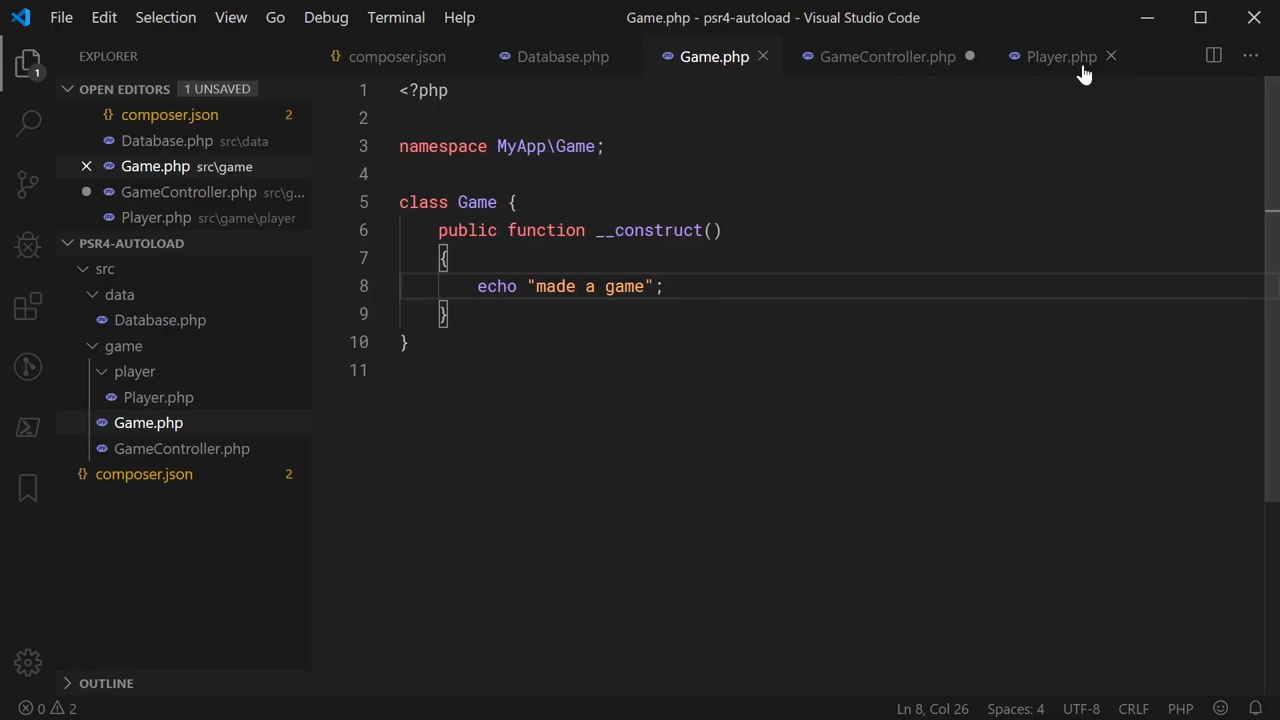 File Edit Selection View Go Debug Terminal Help Game.php - psr4-autoload - Visual Studio Code
EXPLORER
1
OPEN EDITORS 1 UNSAVED
{} composer.json 2
Database.php src\data
Game.php src\game
GameController.php src\g...
Player.php src\game\player
PSR4-AUTOLOAD
src
data
Database.php
game
player
Player.php
Game.php
GameController.php
{} composer.json 2
OUTLINE
{} composer.json Database.php Game.php GameController.php Player.php
1 <?php
2
3 namespace MyApp\Game;
4
5 class Game {
6 public function __construct()
7 {
8 echo "made a game";
9 }
10 }
11
0 2 Ln 8, Col 26 Spaces: 4 UTF-8 CRLF PHP